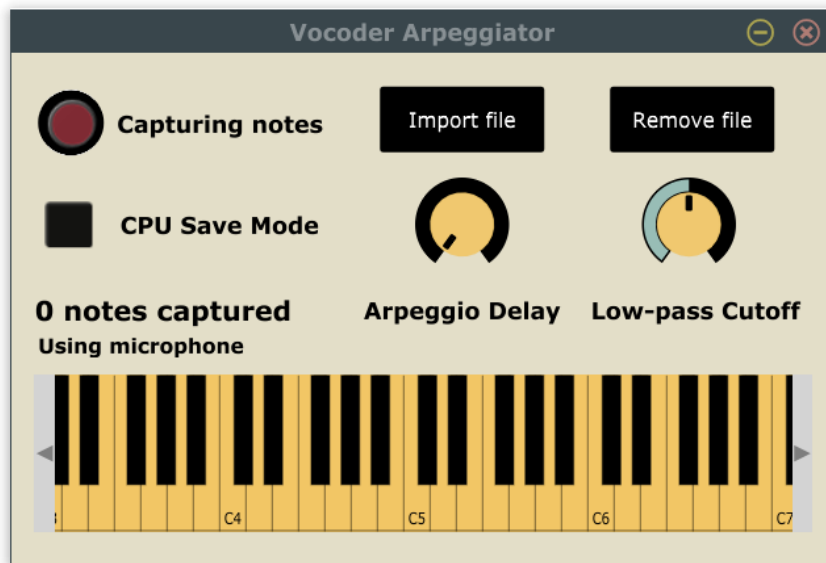 Vocoder Arpeggiator
Capturing notes
Import file
Remove file
CPU Save Mode
0 notes captured
Arpeggio Delay
Low-pass Cutoff
Using microphone
C4
C5
C6
C7